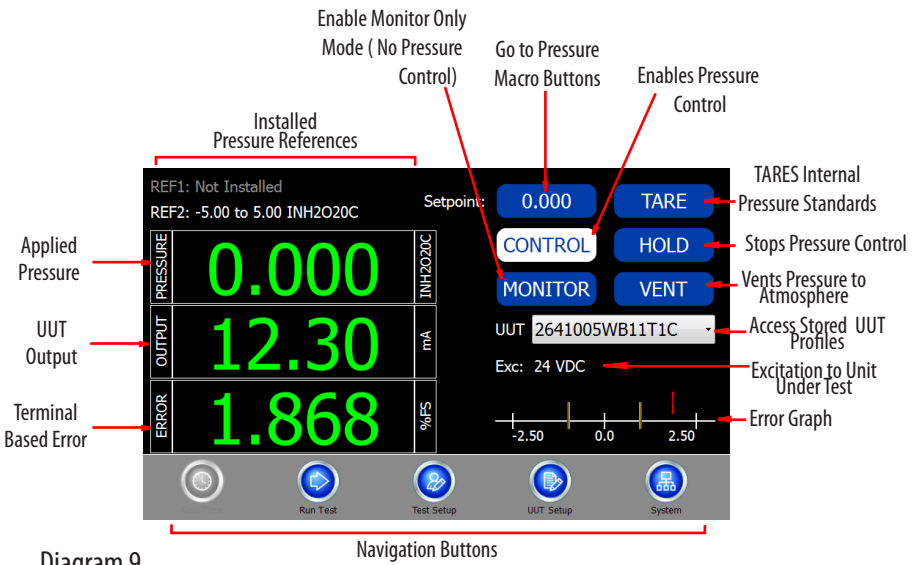 Enable Monitor Only
Mode ( No Pressure
Control)
Go to Pressure
Macro Buttons
Enables Pressure
Control
Installed
Pressure References
TARES Internal
Pressure Standards
Stops Pressure Control
Vents Pressure to
Atmosphere
Access Stored UUT
Profiles
Excitation to Unit
Under Test
Error Graph
Applied
Pressure
UUT
Output
Terminal
Based Error
REF1: Not Installed
REF2: -5.00 to 5.00 INH2O20C
Setpoint:
0.000
TARE
CONTROL
HOLD
MONITOR
VENT
PRESSURE
0.000
INH2O20C
OUTPUT
12.30
mA
ERROR
1.868
%FS
UUT
2641005WB11T1C
Exc: 24 VDC
-2.50
0.0
2.50
Run Test
Test Setup
UUT Setup
System
Navigation Buttons
Diagram 9